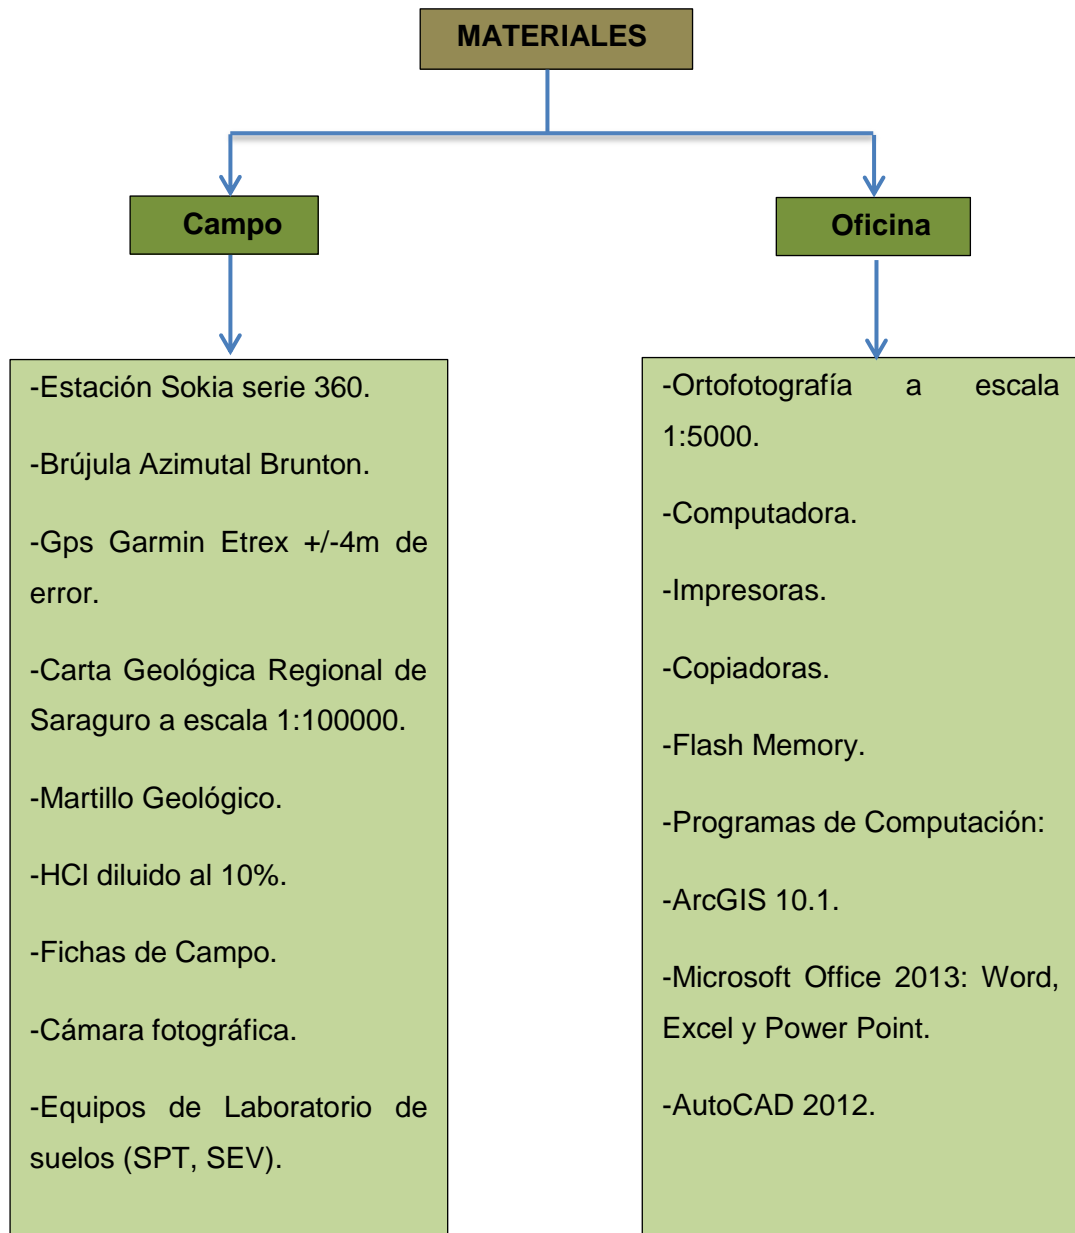 MATERIALES
Campo
Oficina
-Estación Sokia serie 360.
-Brújula Azimutal Brunton.
-Gps Garmin Etrex +/-4m de
error.
-Carta Geológica Regional de
Saraguro a escala 1:100000.
-Martillo Geológico.
-HCl diluido al 10%.
-Fichas de Campo.
-Cámara fotográfica.
-Equipos de Laboratorio de
suelos (SPT, SEV).
-Ortofotografía a escala
1:5000.
-Computadora.
-Impresoras.
-Copiadoras.
-Flash Memory.
-Programas de Computación:
-ArcGIS 10.1.
-Microsoft Office 2013: Word,
Excel y Power Point.
-AutoCAD 2012.